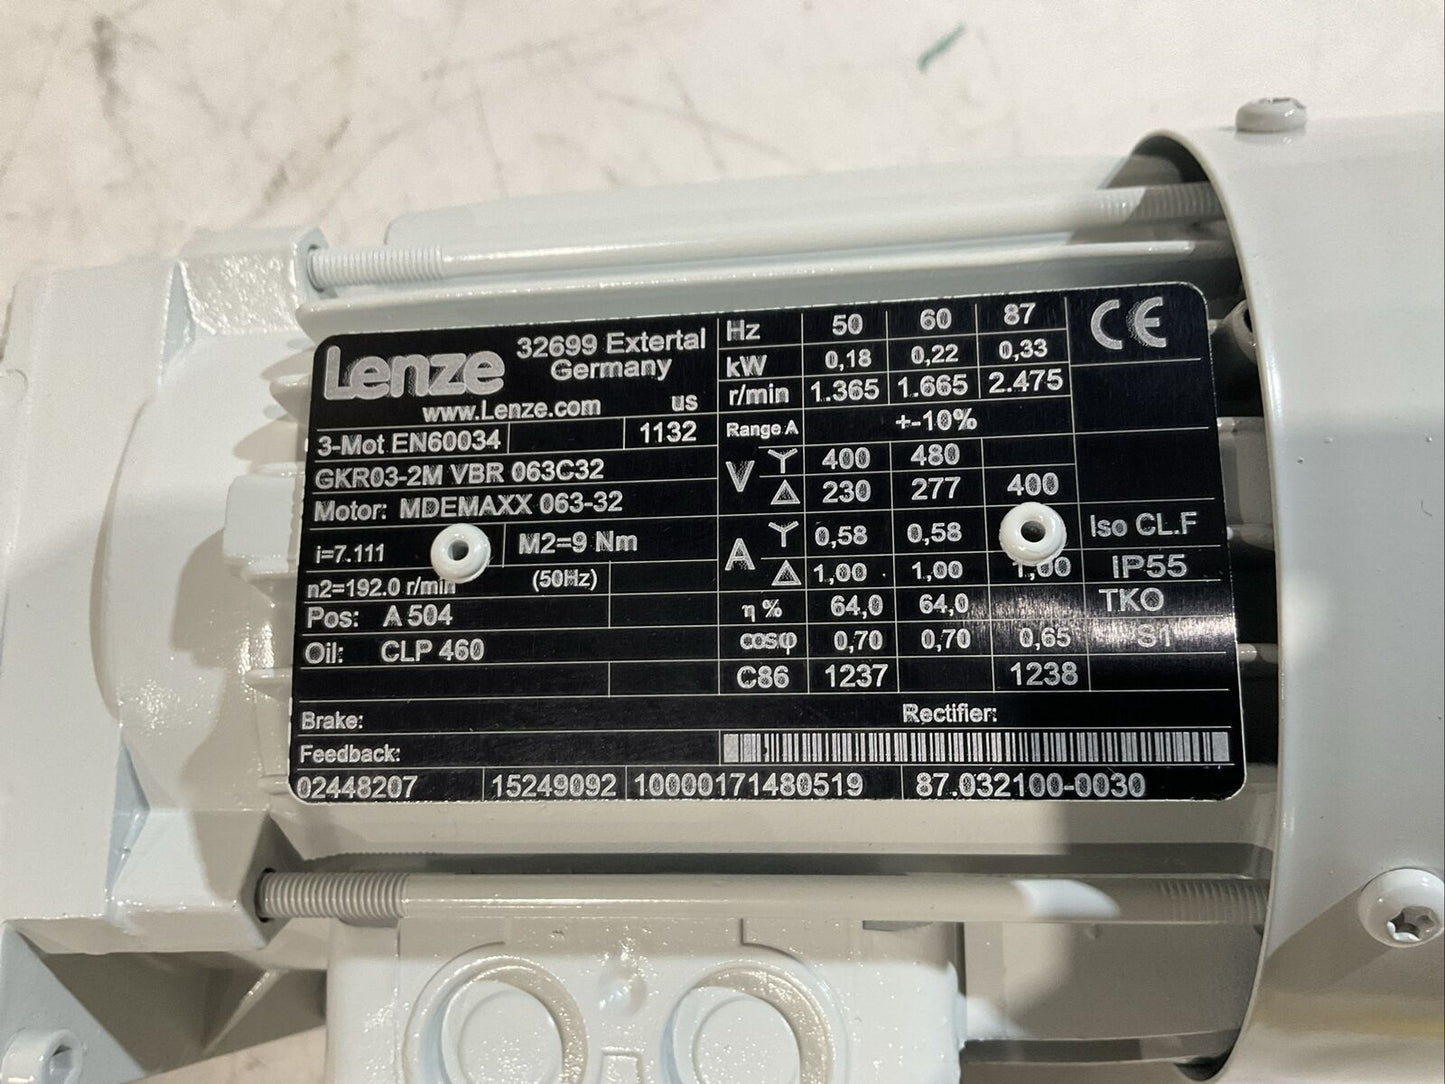 Lenze 32699 Extertal
Germany
www.Lenze.com us
3-Mot EN60034 1132
GKR03-2M VBR 063C32
Motor: MDEMAXX 063-32
i=7.111 M2=9 Nm
n2=192.0 r/min (50Hz)
Pos: A 504
Oil: CLP 460
Hz 50 60 87
kW 0,18 0,22 0,33
r/min 1.365 1.665 2.475
Range A +-10%
V Y 400 480
△ 230 277 400
A Y 0,58 0,58
△ 1,00 1,00 1,00
η % 64,0 64,0
cosφ 0,70 0,70 0,65
C86 1237 1238
CE
Iso CL.F
IP55
TKO
S1
Brake: Rectifier:
Feedback:
02448207 15249092 10000171480519 87.032100-0030